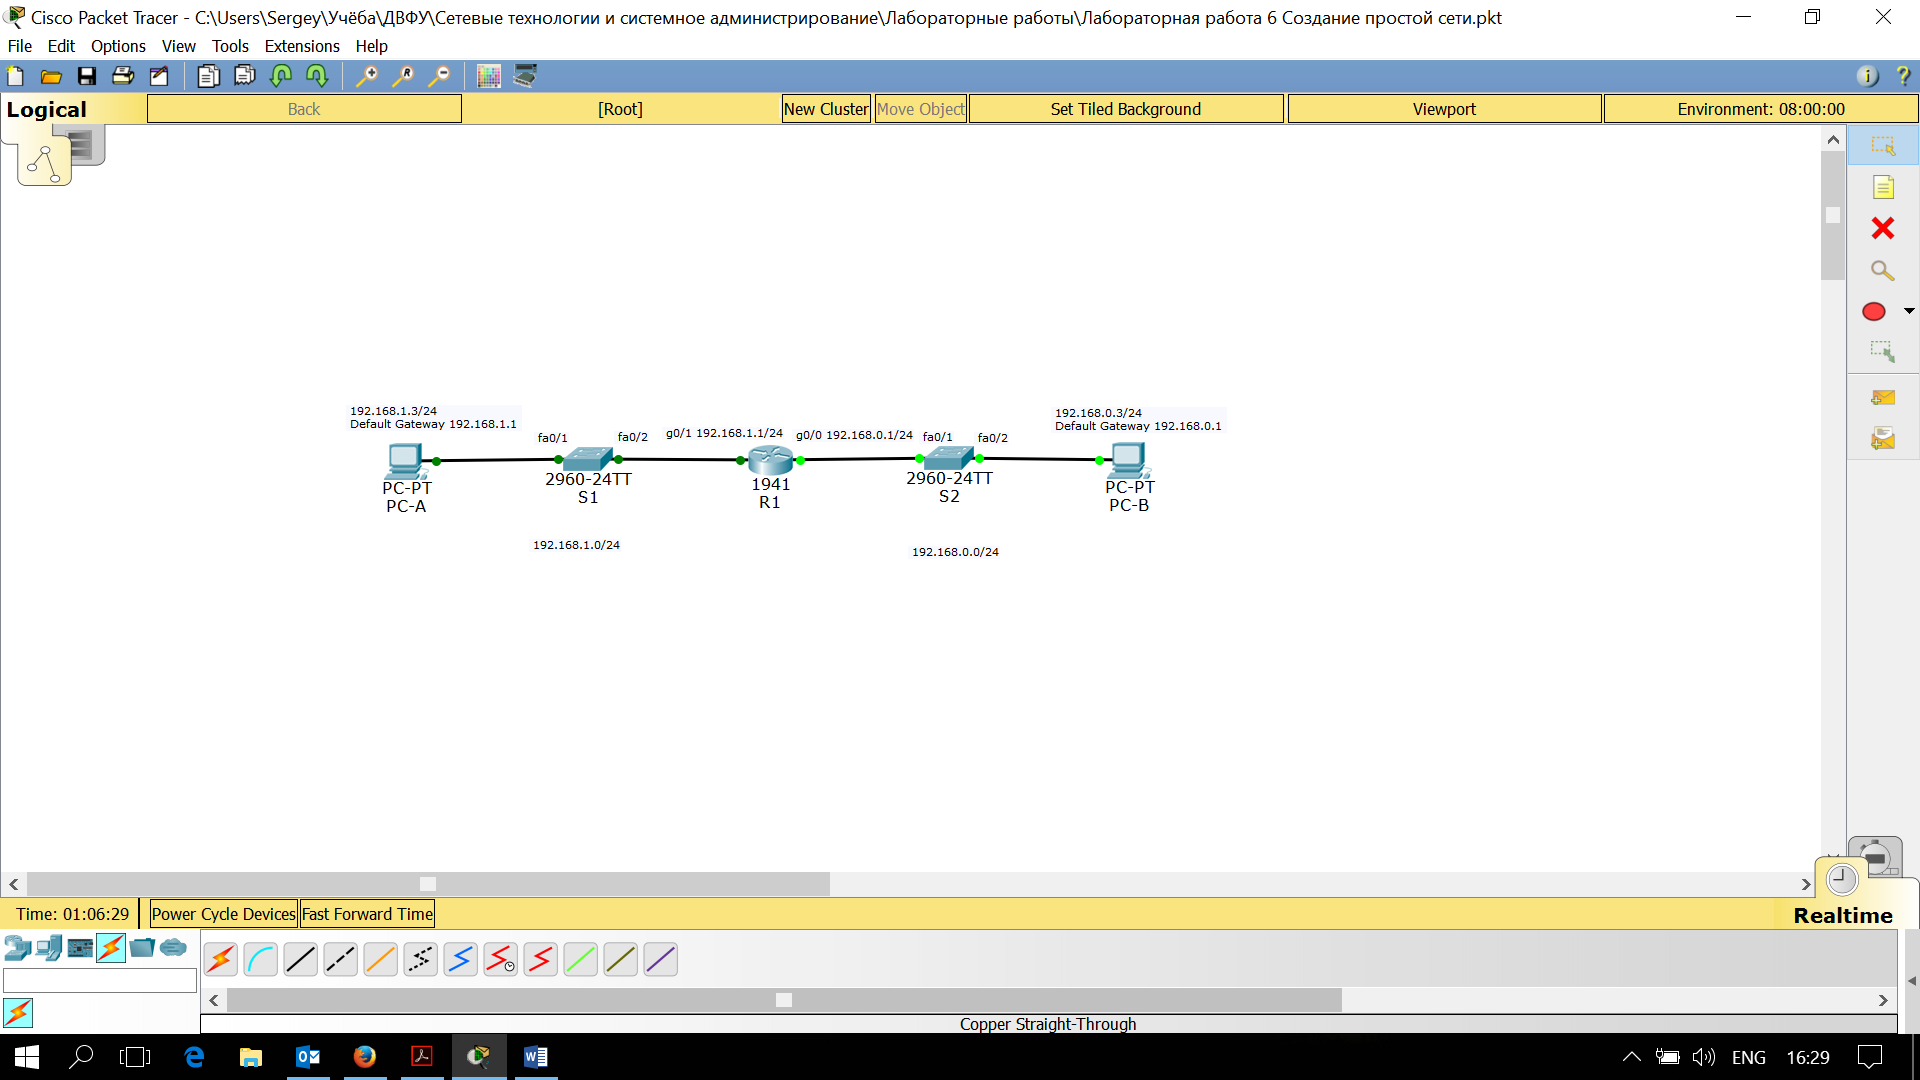 Cisco Packet Tracer - C:\Users\Sergey\Учёба\ДВФУ\Сетевые технологии и системное администрирование\Лабораторные работы\Лабораторная работа 6 Создание простой сети.pkt
File Edit Options View Tools Extensions Help
Logical Back [Root] New Cluster Move Object Set Tiled Background Viewport Environment: 08:00:00
192.168.1.3/24
Default Gateway 192.168.1.1
192.168.0.3/24
Default Gateway 192.168.0.1
fa0/1 fa0/2 g0/1 192.168.1.1/24 g0/0 192.168.0.1/24 fa0/1 fa0/2
PC-PT 2960-24TT 1941 2960-24TT PC-PT
PC-A S1 R1 S2 PC-B
192.168.1.0/24 192.168.0.0/24
Time: 01:06:29 Power Cycle Devices Fast Forward Time Realtime
Copper Straight-Through
ENG 16:29